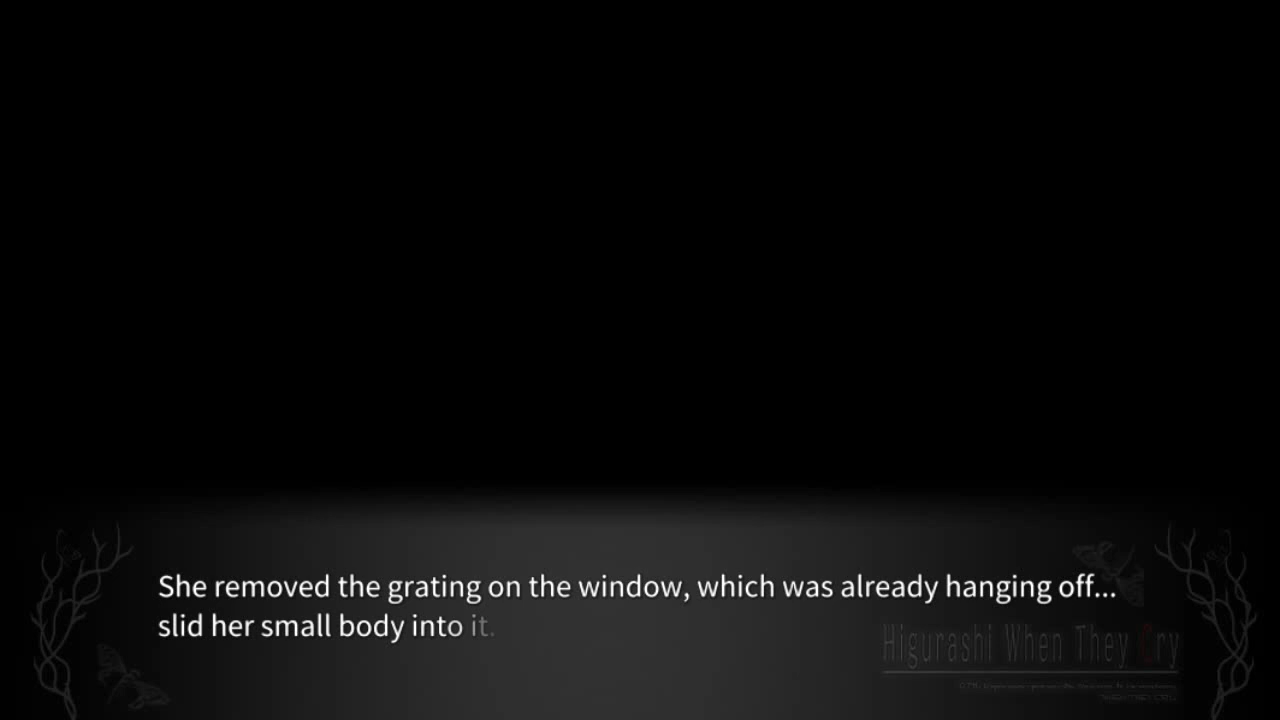 She removed the grating on the window, which was already hanging off...
slid her small body into it.
Higurashi When They Cry